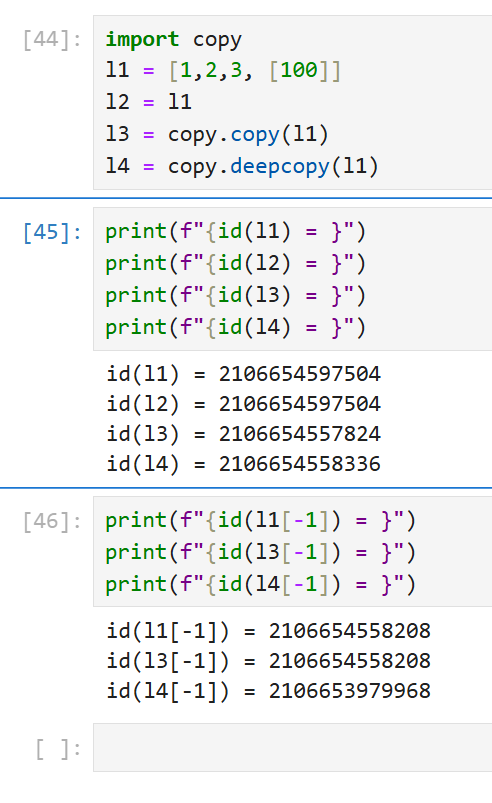 [44]: import copy
l1 = [1,2,3, [100]]
l2 = l1
l3 = copy.copy(l1)
l4 = copy.deepcopy(l1)
[45]: print(f"{id(l1) = }")
print(f"{id(l2) = }")
print(f"{id(l3) = }")
print(f"{id(l4) = }")
id(l1) = 2106654597504
id(l2) = 2106654597504
id(l3) = 2106654557824
id(l4) = 2106654558336
[46]: print(f"{id(l1[-1]) = }")
print(f"{id(l3[-1]) = }")
print(f"{id(l4[-1]) = }")
id(l1[-1]) = 2106654558208
id(l3[-1]) = 2106654558208
id(l4[-1]) = 2106653979968
[ ]: